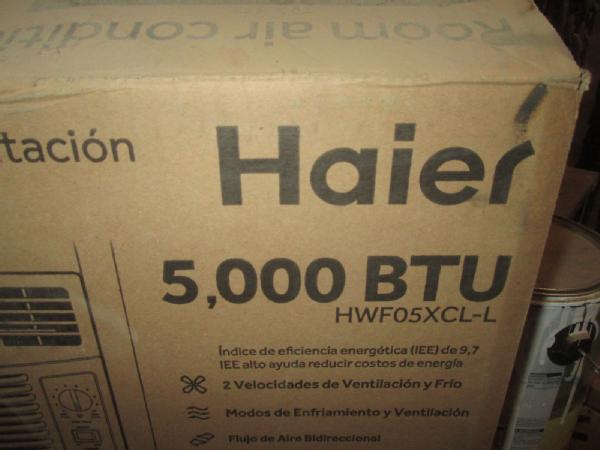 Room air conditi
tación
Haier
5,000 BTU
HWF05XCL-L
Índice de eficiencia energética (IEE) de 9,7
IEE alto ayuda reducir costos de energía
2 Velocidades de Ventilación y Frío
Modos de Enfriamiento y Ventilación
Flujo de Aire Bidireccional